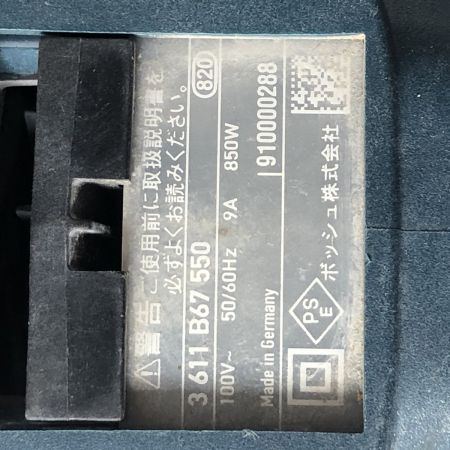 ⚠ 警告 ご使用前に取扱説明書を
必ずよくお読みください。
3 611 B67 550 (820)
100V~ 50/60Hz 9A 850W
Made in Germany 910000288
PS E ボッシュ株式会社